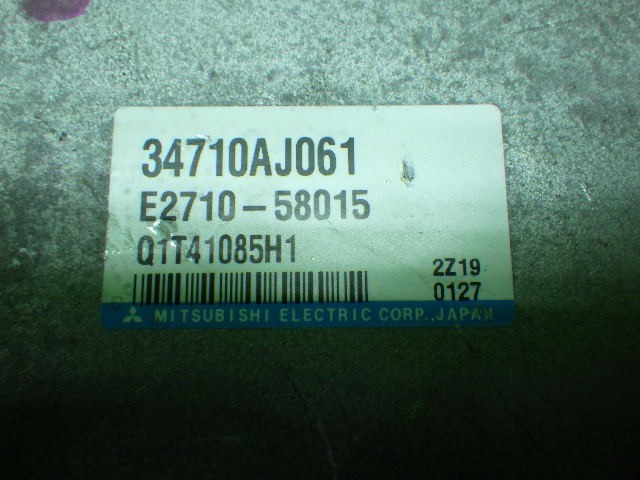 34710AJ061
E2710-58015
Q1T41085H1
2Z19
0127
MITSUBISHI ELECTRIC CORP., JAPAN